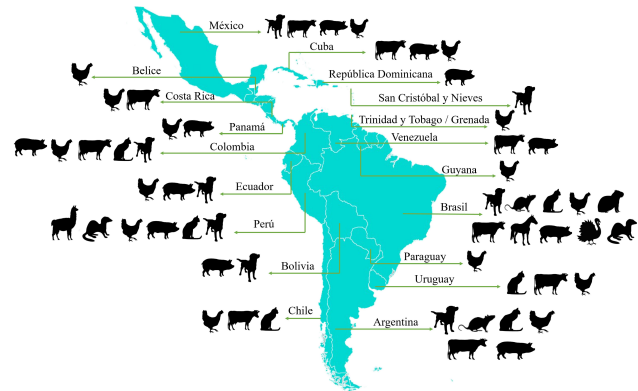 México
Cuba
Belice
República Dominicana
Costa Rica
San Cristóbal y Nieves
Trinidad y Tobago / Grenada
Panamá
Venezuela
Colombia
Guyana
Ecuador
Brasil
Perú
Paraguay
Bolivia
Uruguay
Chile
Argentina